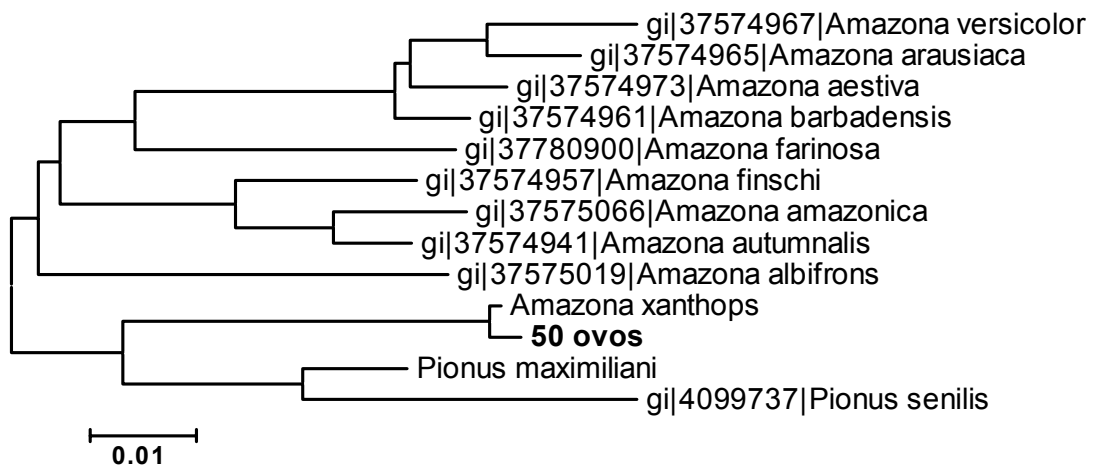 gi|37574967|Amazona versicolor
gi|37574965|Amazona arausiaca
gi|37574973|Amazona aestiva
gi|37574961|Amazona barbadensis
gi|37780900|Amazona farinosa
gi|37574957|Amazona finschi
gi|37575066|Amazona amazonica
gi|37574941|Amazona autumnalis
gi|37575019|Amazona albifrons
Amazona xanthops
50 ovos
Pionus maximiliani
gi|4099737|Pionus senilis
0.01